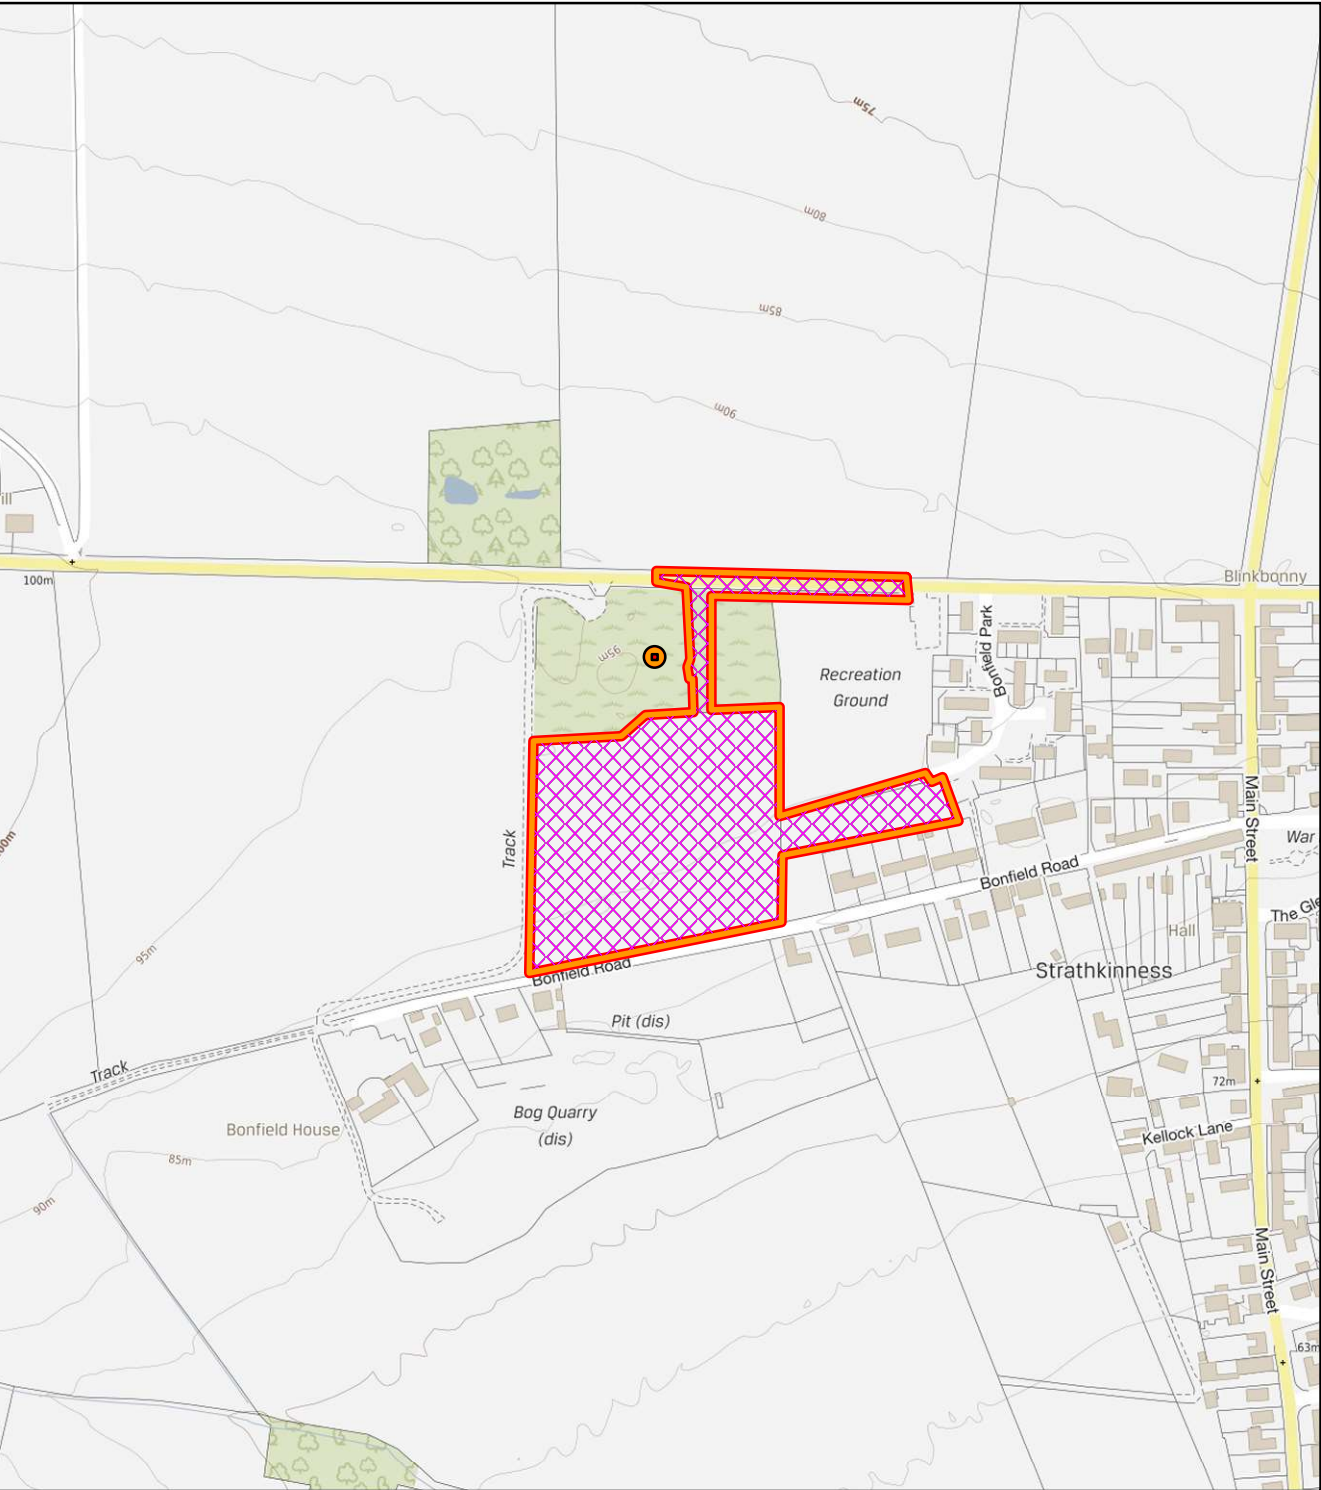 75m
80m
85m
90m
ill
100m
Blinkbonny
95m
Bonfield Park
Recreation
Ground
Main Street
Track
War
Bonfield Road
The Gle
95m
Hall
Strathkinness
Bonfield Road
Pit (dis)
Track
72m
Bog Quarry
(dis)
Bonfield House
Kellock Lane
85m
90m
Main Street
63m